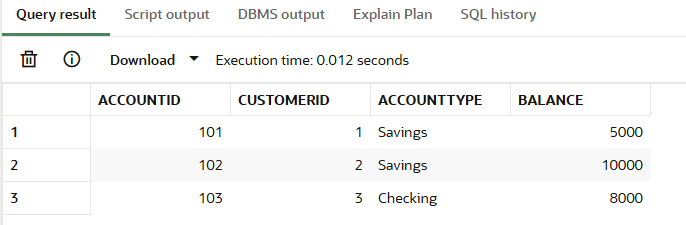 Query result Script output DBMS output Explain Plan SQL history
Download Execution time: 0.012 seconds
ACCOUNTID CUSTOMERID ACCOUNTTYPE BALANCE
1 101 1 Savings 5000
2 102 2 Savings 10000
3 103 3 Checking 8000